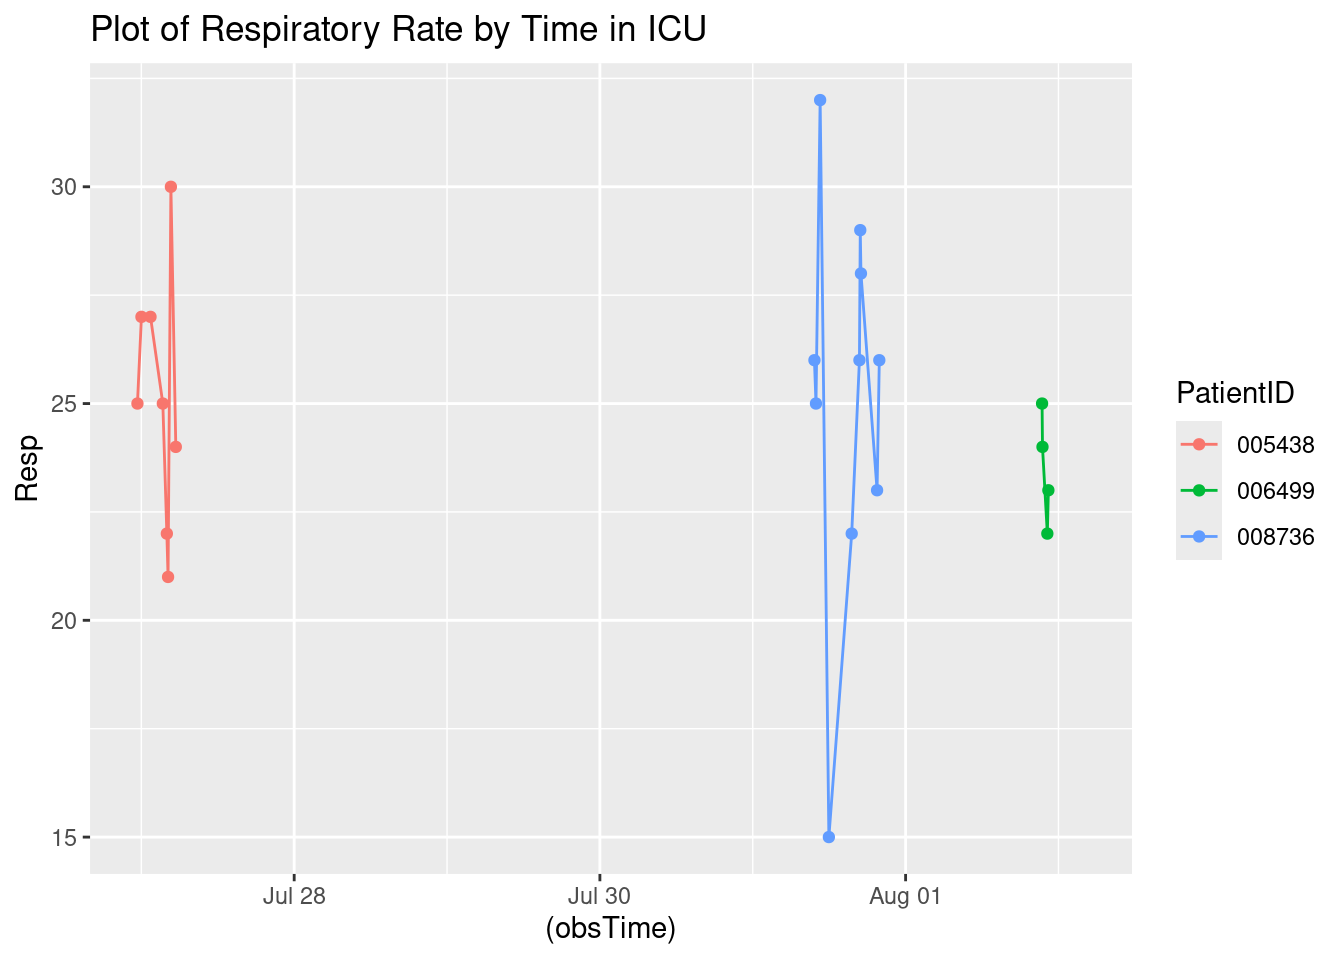 Plot of Respiratory Rate by Time in ICU
30
25
20
15
Resp
Jul 28
Jul 30
Aug 01
(obsTime)
PatientID
005438
006499
008736